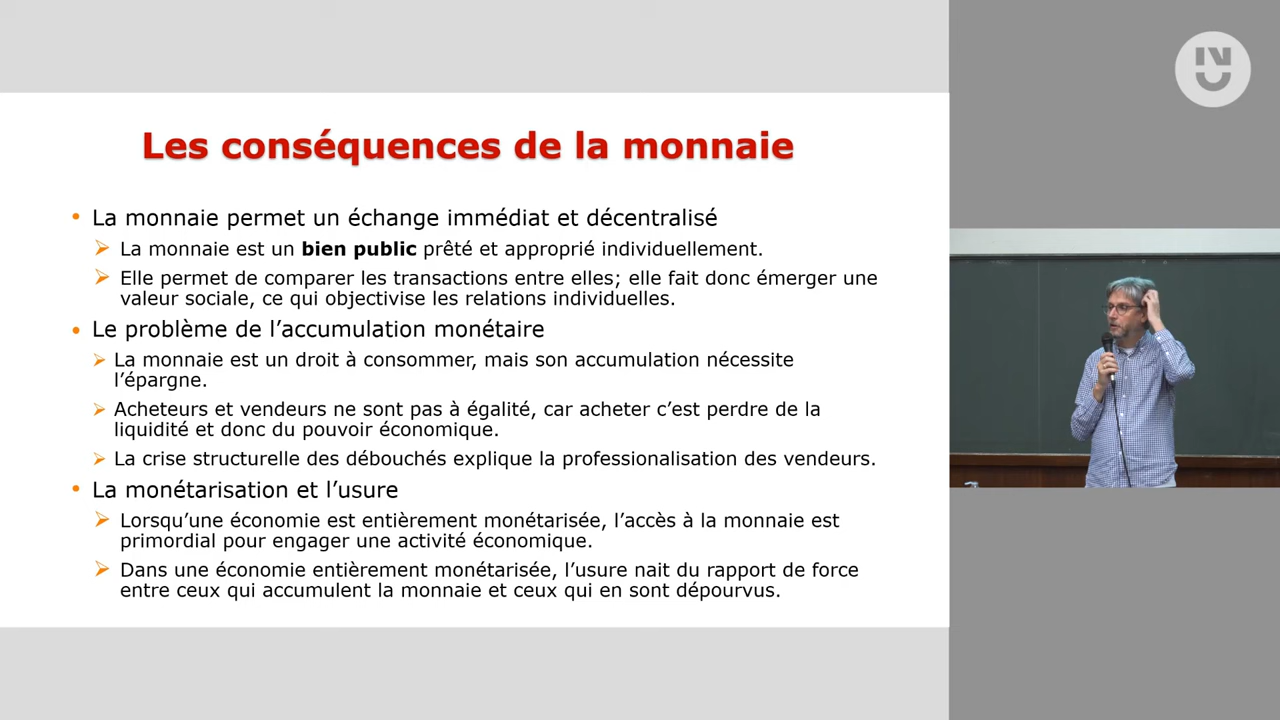 Les conséquences de la monnaie
• La monnaie permet un échange immédiat et décentralisé
➢ La monnaie est un bien public prêté et approprié individuellement.
➢ Elle permet de comparer les transactions entre elles; elle fait donc émerger une
valeur sociale, ce qui objectivise les relations individuelles.
• Le problème de l’accumulation monétaire
➢ La monnaie est un droit à consommer, mais son accumulation nécessite
l’épargne.
➢ Acheteurs et vendeurs ne sont pas à égalité, car acheter c’est perdre de la
liquidité et donc du pouvoir économique.
➢ La crise structurelle des débouchés explique la professionalisation des vendeurs.
• La monétarisation et l’usure
➢ Lorsqu’une économie est entièrement monétarisée, l’accès à la monnaie est
primordial pour engager une activité économique.
➢ Dans une économie entièrement monétarisée, l’usure nait du rapport de force
entre ceux qui accumulent la monnaie et ceux qui en sont dépourvus.